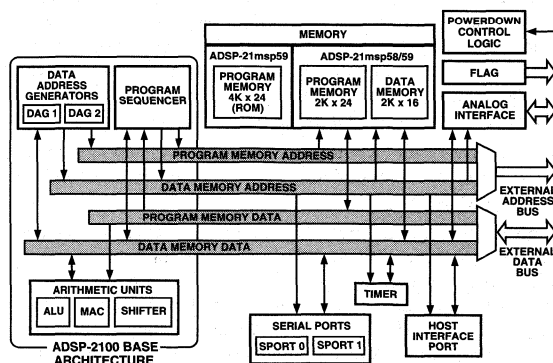 MEMORY
POWERDOWN
CONTROL
LOGIC
ADSP-21msp59
ADSP-21msp58/59
DATA
ADDRESS
GENERATORS
DAG 1
DAG 2
PROGRAM
SEQUENCER
PROGRAM
MEMORY
4K x 24
(ROM)
PROGRAM
MEMORY
2K x 24
DATA
MEMORY
2K x 16
FLAG
ANALOG
INTERFACE
PROGRAM MEMORY ADDRESS
DATA MEMORY ADDRESS
EXTERNAL
ADDRESS
BUS
PROGRAM MEMORY DATA
DATA MEMORY DATA
EXTERNAL
DATA
BUS
ARITHMETIC UNITS
ALU
MAC
SHIFTER
TIMER
SERIAL PORTS
SPORT 0
SPORT 1
HOST
INTERFACE
PORT
ADSP-2100 BASE
ARCHITECTURE